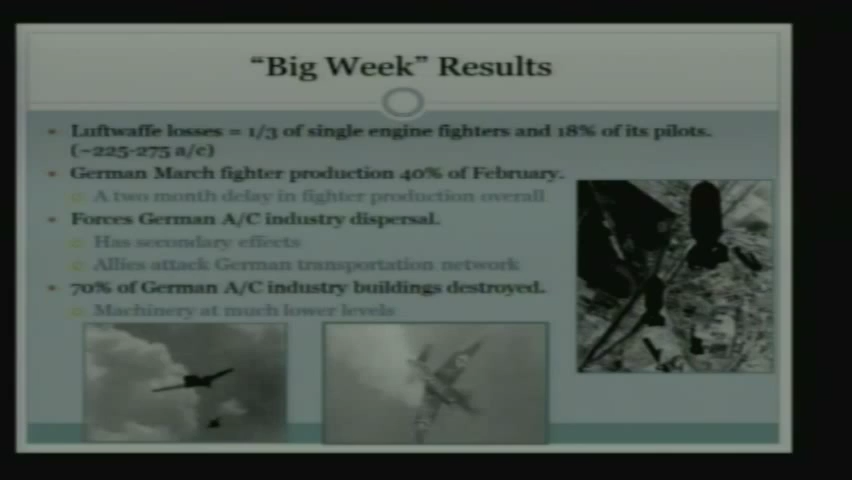 “Big Week” Results
Luftwaffe losses = 1/3 of single engine fighters and 18% of its pilots.
(~225-275 a/c)
German March fighter production 40% of February.
A two month delay in fighter production overall
Forces German A/C industry dispersal.
Has secondary effects
Allies attack German transportation network
70% of German A/C industry buildings destroyed.
Machinery at much lower levels